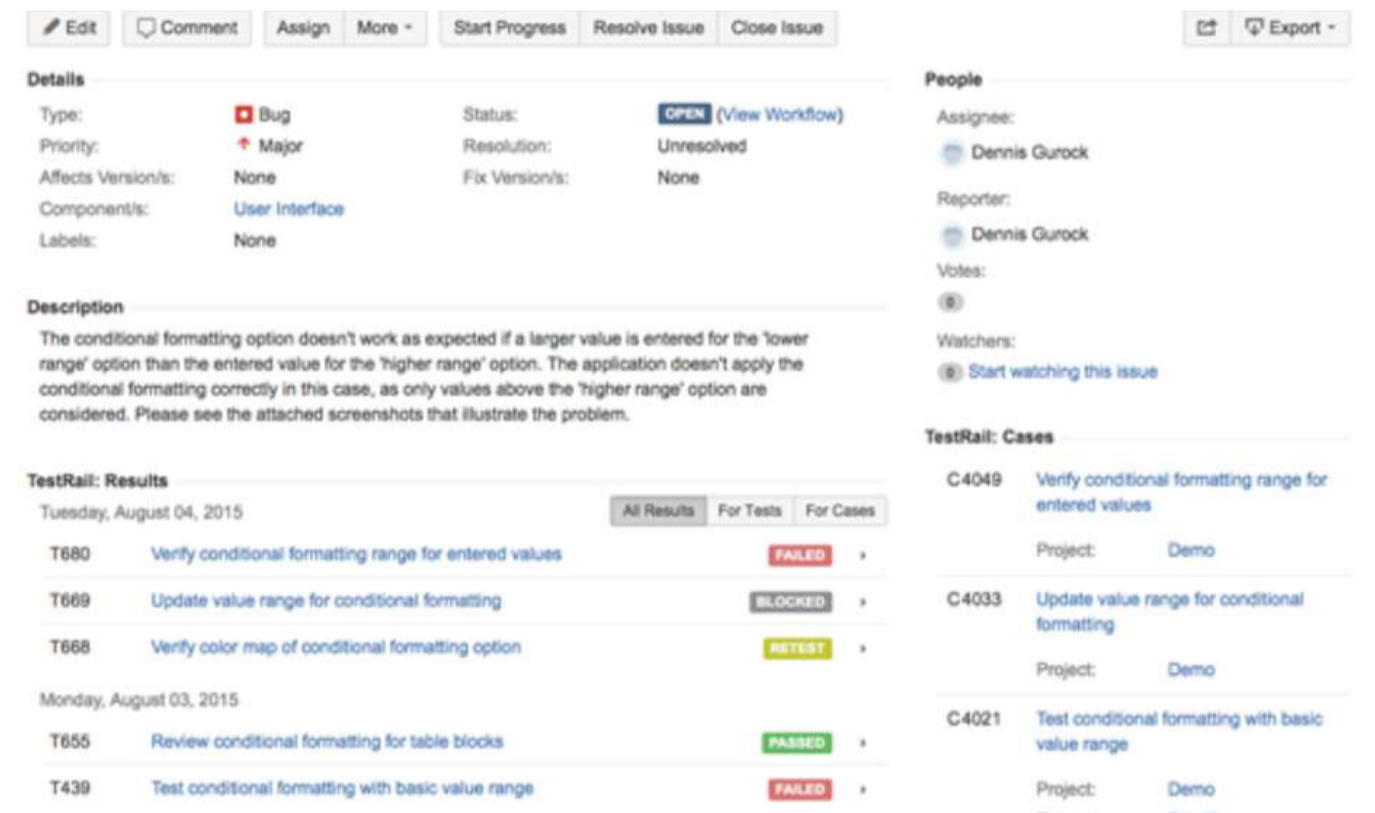 Edit Comment Assign More Start Progress Resolve Issue Close Issue Export
Details
Type: Bug Status: OPEN (View Workflow)
Priority: Major Resolution: Unresolved
Affects Version/s: None Fix Version/s: None
Component/s: User Interface
Labels: None
Description
The conditional formatting option doesn't work as expected if a larger value is entered for the 'lower
range' option than the entered value for the 'higher range' option. The application doesn't apply the
conditional formatting correctly in this case, as only values above the 'higher range' option are
considered. Please see the attached screenshots that illustrate the problem.
TestRail: Results
Tuesday, August 04, 2015 All Results For Tests For Cases
T680 Verify conditional formatting range for entered values FAILED
T669 Update value range for conditional formatting BLOCKED
T668 Verify color map of conditional formatting option RETEST
Monday, August 03, 2015
T655 Review conditional formatting for table blocks PASSED
T439 Test conditional formatting with basic value range FAILED
People
Assignee:
Dennis Gurock
Reporter:
Dennis Gurock
Votes:
0
Watchers:
0 Start watching this issue
TestRail: Cases
C4049 Verify conditional formatting range for
entered values
Project: Demo
C4033 Update value range for conditional
formatting
Project: Demo
C4021 Test conditional formatting with basic
value range
Project: Demo